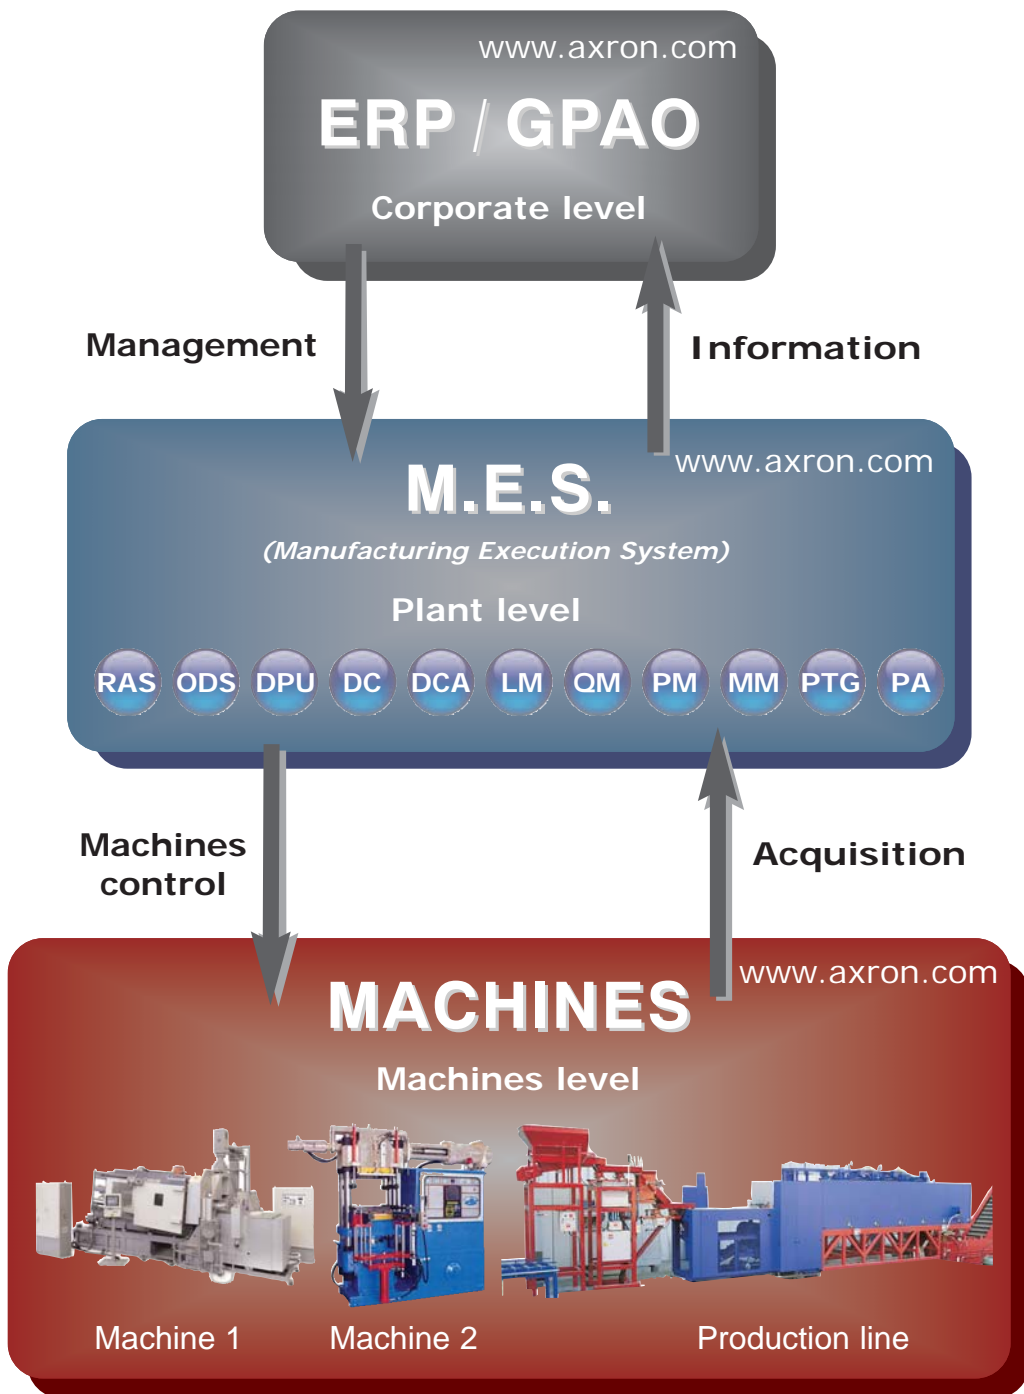 www.axron.com
ERP / GPAO
Corporate level
Management
Information
www.axron.com
M.E.S.
(Manufacturing Execution System)
Plant level
RAS ODS DPU DC DCA LM QM PM MM PTG PA
Machines
control
Acquisition
www.axron.com
MACHINES
Machines level
Machine 1 Machine 2 Production line